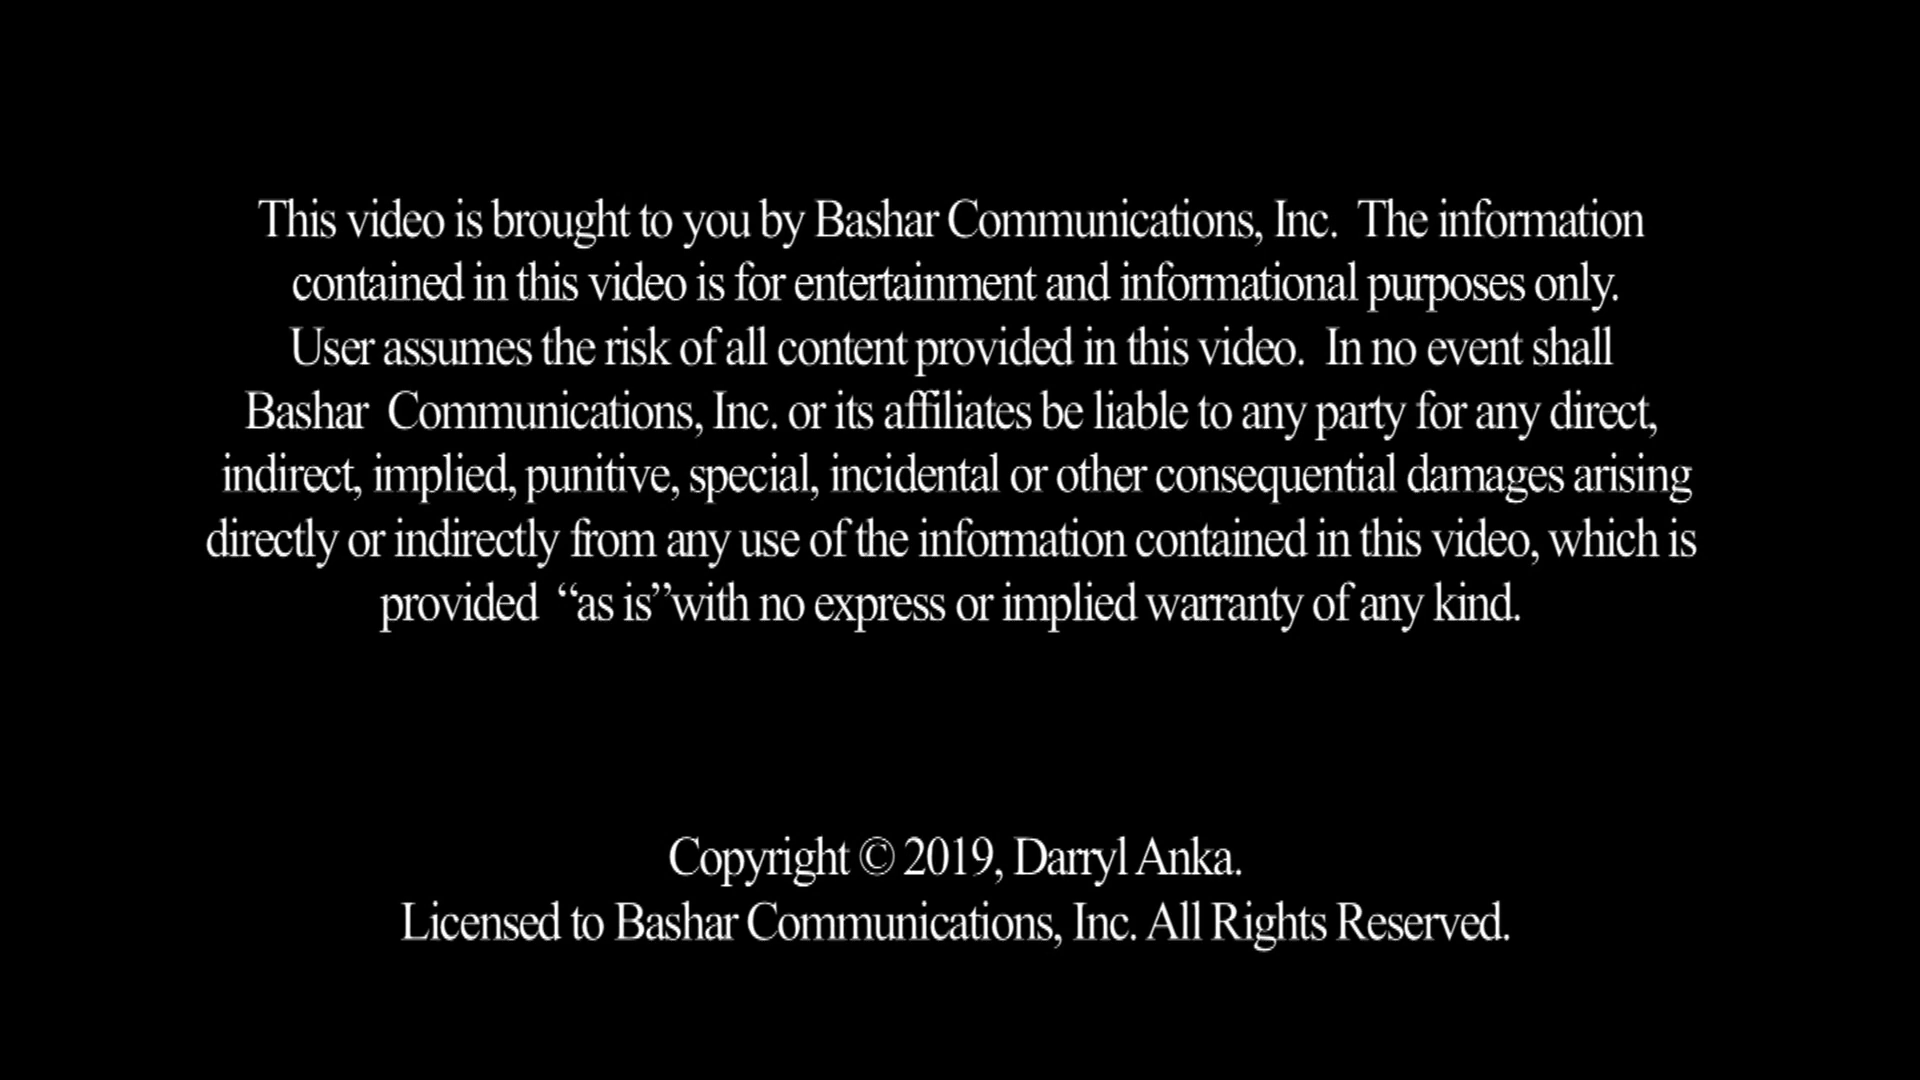 This video is brought to you by Bashar Communications, Inc.  The information
contained in this video is for entertainment and informational purposes only.
User assumes the risk of all content provided in this video.  In no event shall
Bashar  Communications, Inc. or its affiliates be liable to any party for any direct,
indirect, implied, punitive, special, incidental or other consequential damages arising
directly or indirectly from any use of the information contained in this video, which is
provided  “as is”with no express or implied warranty of any kind.
Copyright © 2019, Darryl Anka.
Licensed to Bashar Communications, Inc. All Rights Reserved.